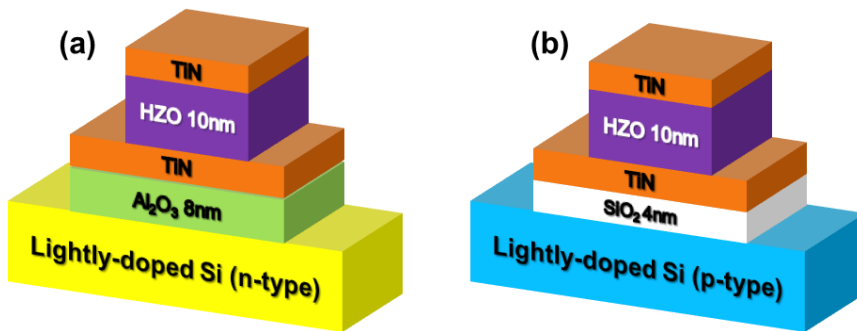 (a)
TiN
HZO 10nm
TiN
Al₂O₃ 8nm
Lightly-doped Si (n-type)
(b)
TiN
HZO 10nm
TiN
SiO₂ 4nm
Lightly-doped Si (p-type)